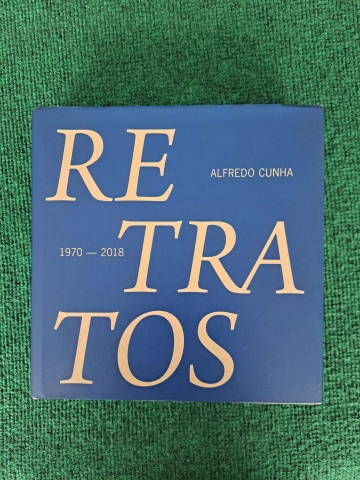 RE
ALFREDO CUNHA
1970 — 2018
TRA
TOS